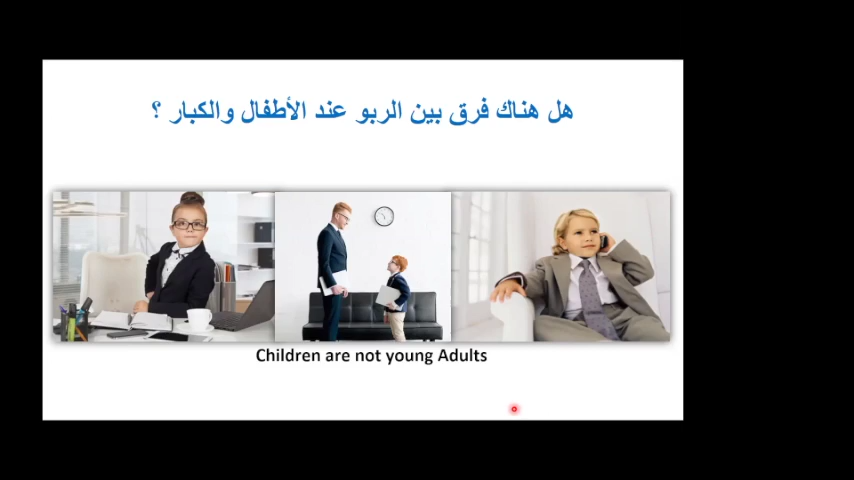 هل هناك فرق بين الربو عند الأطفال والكبار ؟
Children are not young Adults